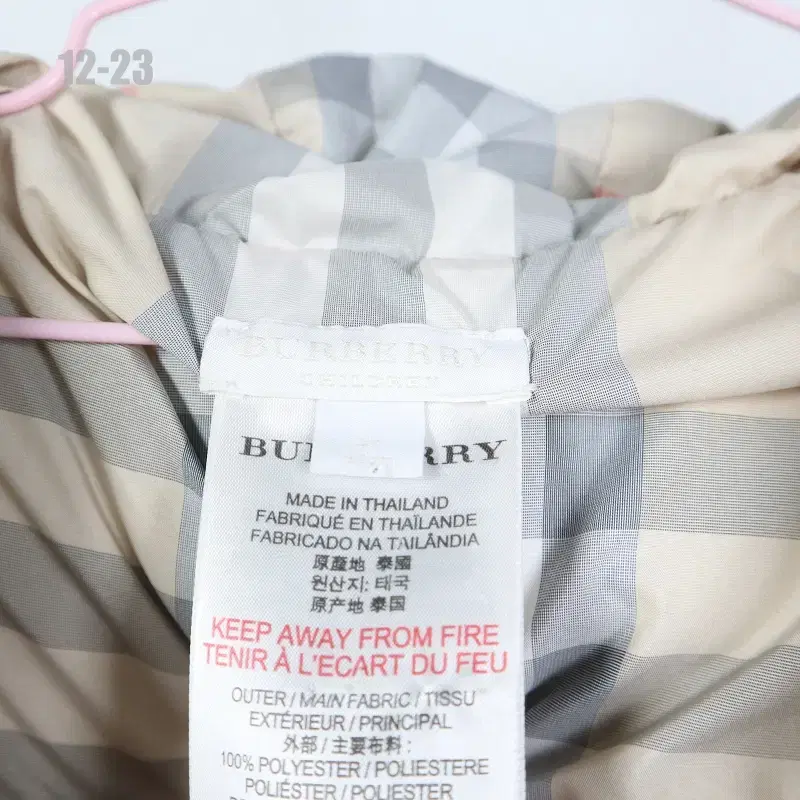 12-23
BURBERRY
CHILDREN
BU RRY
MADE IN THAILAND
FABRIQUÉ EN THAÏLANDE
FABRICADO NA TAILÂNDIA
原產地 泰國
원산지: 태국
原产地 泰国
KEEP AWAY FROM FIRE
TENIR À L'ECART DU FEU
OUTER / MAIN FABRIC / TISSU
EXTÉRIEUR / PRINCIPAL
外部 / 主要布料:
100% POLYESTER / POLIESTERE
POLIÉSTER / POLIESTER